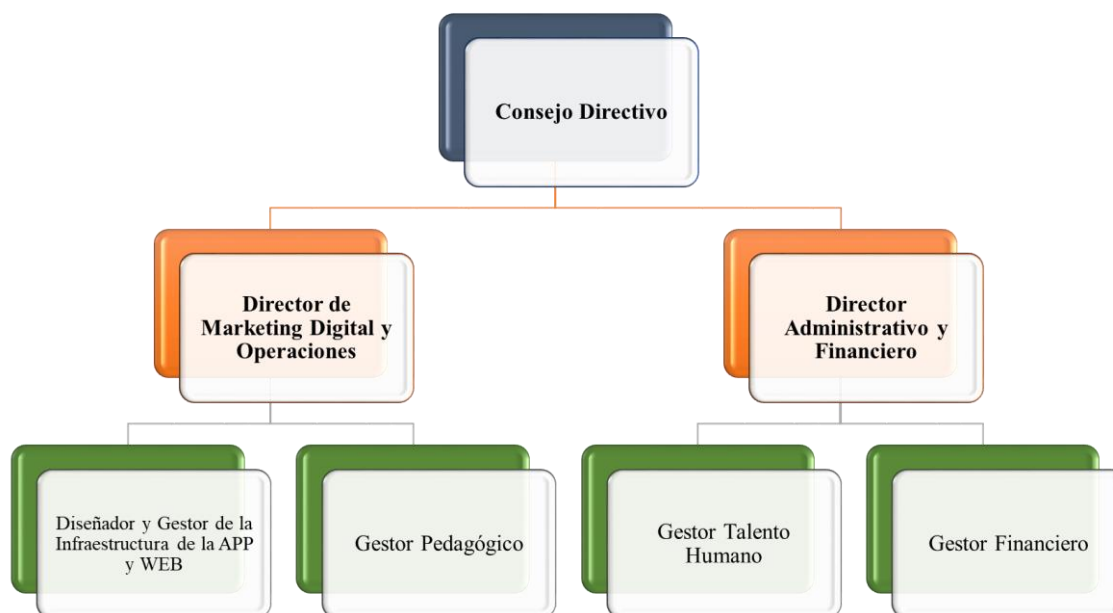 Consejo Directivo
Director de
Marketing Digital y
Operaciones
Director
Administrativo y
Financiero
Diseñador y Gestor de la
Infraestructura de la APP
y WEB
Gestor Pedagógico
Gestor Talento
Humano
Gestor Financiero